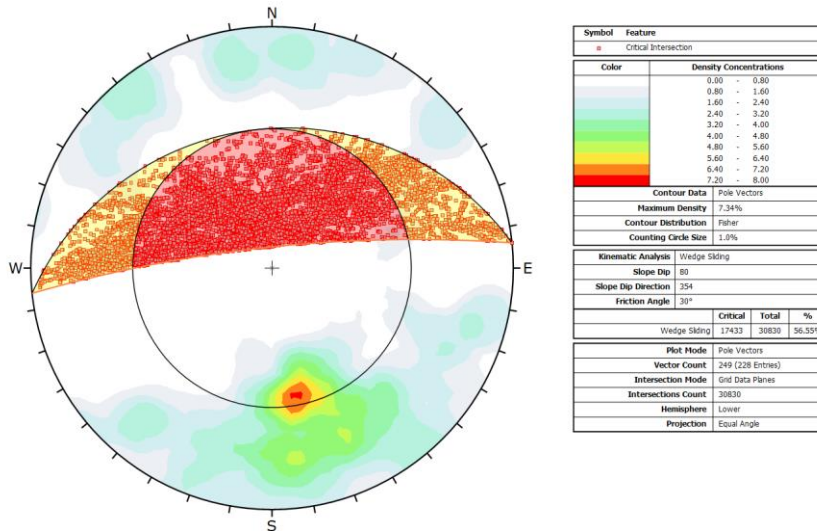 N
W
E
S
Symbol Feature
Critical Intersection
Color Density Concentrations
0.00 - 0.80
0.80 - 1.60
1.60 - 2.40
2.40 - 3.20
3.20 - 4.00
4.00 - 4.80
4.80 - 5.60
5.60 - 6.40
6.40 - 7.20
7.20 - 8.00
Contour Data Pole Vectors
Maximum Density 7.34%
Contour Distribution Fisher
Counting Circle Size 1.0%
Kinematic Analysis Wedge Sliding
Slope Dip 80
Slope Dip Direction 354
Friction Angle 30°
Critical Total %
Wedge Sliding 17433 30830 56.55%
Plot Mode Pole Vectors
Vector Count 249 (228 Entries)
Intersection Mode Grid Data Planes
Intersections Count 30830
Hemisphere Lower
Projection Equal Angle